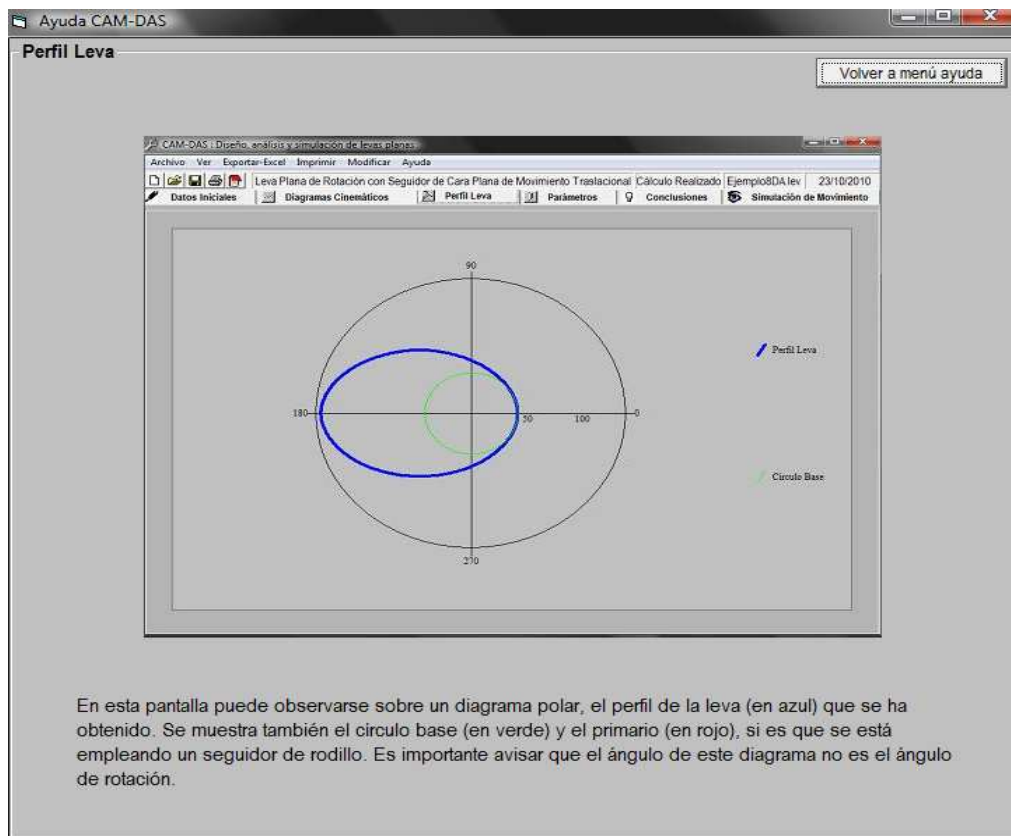 Ayuda CAM-DAS
Perfil Leva
Volver a menú ayuda
CAM-DAS : Diseño, análisis y simulación de levas planas
Archivo Ver Exportar-Excel Imprimir Modificar Ayuda
Leva Plana de Rotación con Seguidor de Cara Plana de Movimiento Traslacional Cálculo Realizado Ejemplo8DA.lev 23/10/2010
Datos Iniciales Diagramas Cinemáticos Perfil Leva Parámetros Conclusiones Simulación de Movimiento
90
Perfil Leva
180 50 100 0
Círculo Base
270
En esta pantalla puede observarse sobre un diagrama polar, el perfil de la leva (en azul) que se ha
obtenido. Se muestra también el círculo base (en verde) y el primario (en rojo), si es que se está
empleando un seguidor de rodillo. Es importante avisar que el ángulo de este diagrama no es el ángulo
de rotación.